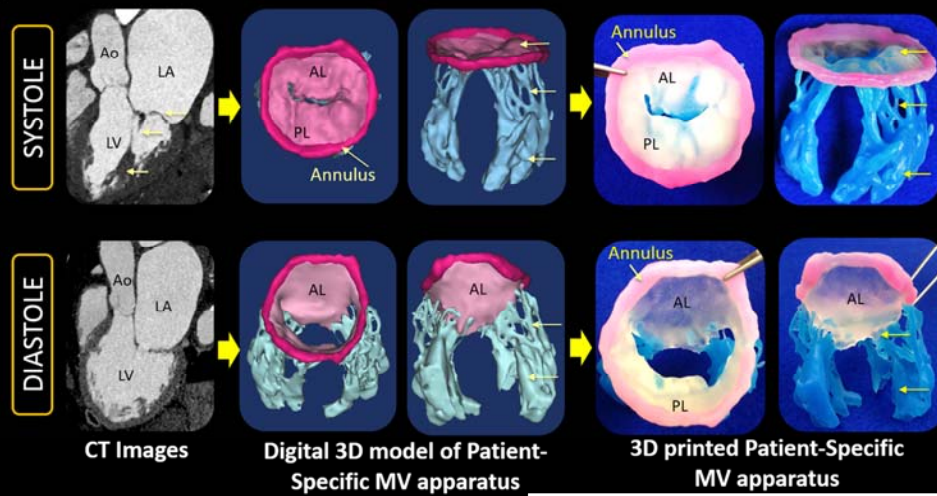 SYSTOLE
Ao
LA
LV
AL
PL
Annulus
Annulus
AL
PL
DIASTOLE
Ao
LA
LV
AL
AL
Annulus
AL
PL
AL
CT Images
Digital 3D model of Patient-
Specific MV apparatus
3D printed Patient-Specific
MV apparatus